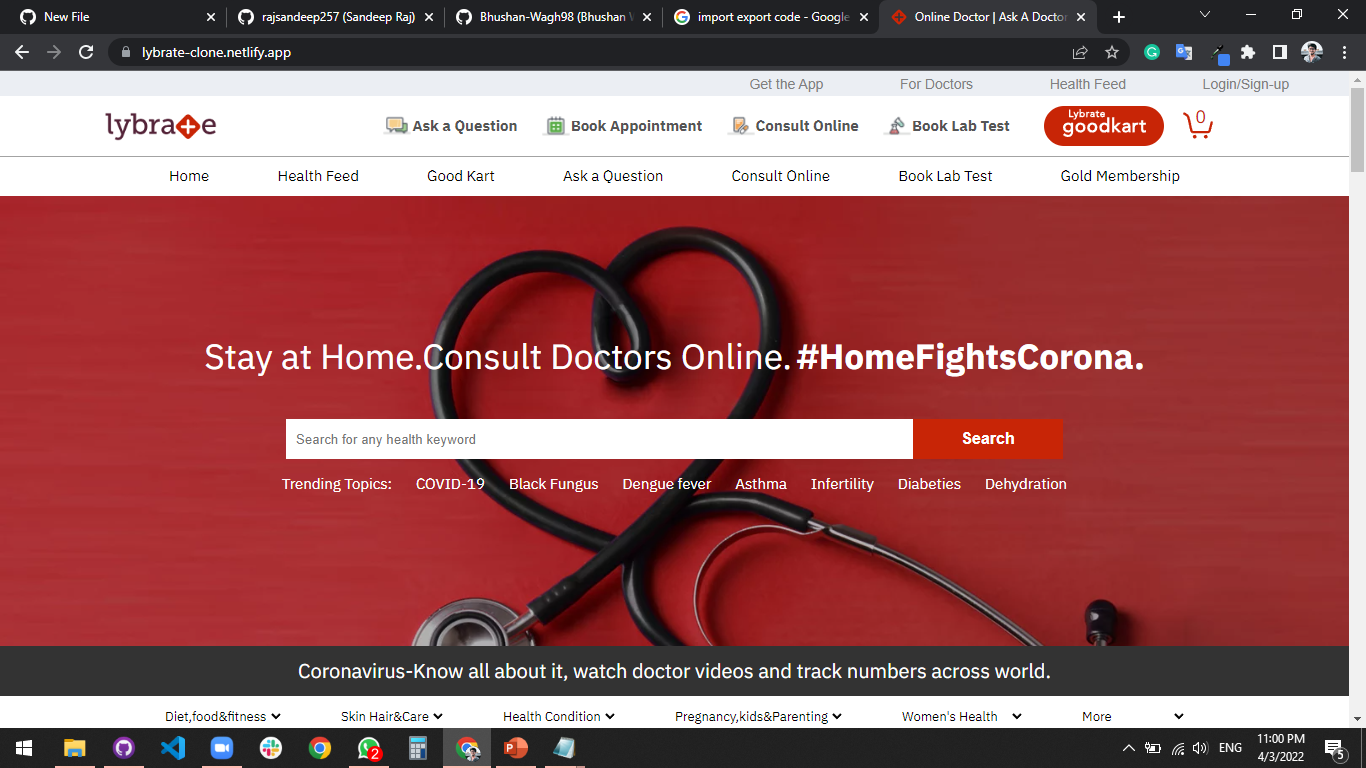 New File
rajsandeep257 (Sandeep Raj)
Bhushan-Wagh98 (Bhushan
import export code - Google
Online Doctor | Ask A Doctor
lybrate-clone.netlify.app
Get the App For Doctors Health Feed Login/Sign-up
lybrate
Ask a Question Book Appointment Consult Online Book Lab Test
Lybrate
goodkart
0
Home Health Feed Good Kart Ask a Question Consult Online Book Lab Test Gold Membership
Stay at Home.Consult Doctors Online. #HomeFightsCorona.
Search for any health keyword
Search
Trending Topics: COVID-19 Black Fungus Dengue fever Asthma Infertility Diabeties Dehydration
Coronavirus-Know all about it, watch doctor videos and track numbers across world.
Diet,food&fitness Skin Hair&Care Health Condition Pregnancy,kids&Parenting Women's Health More
2
ENG
11:00 PM
4/3/2022
5